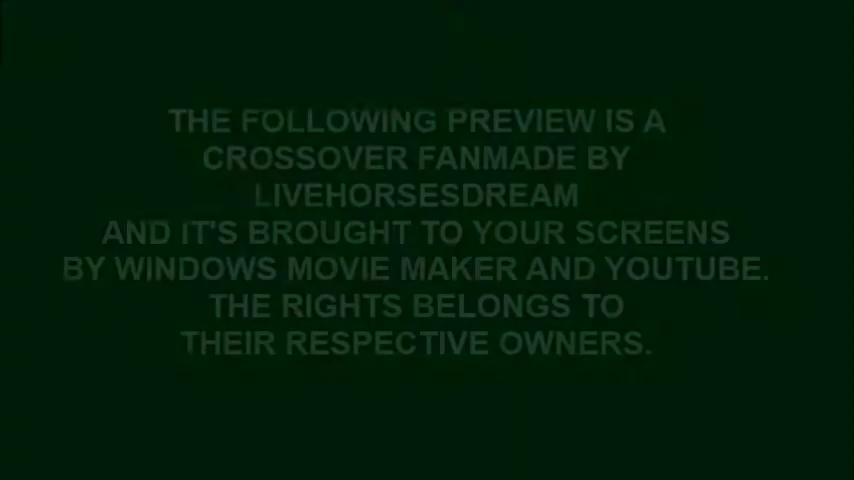 THE FOLLOWING PREVIEW IS A
CROSSOVER FANMADE BY
LIVEHORSESDREAM
AND IT'S BROUGHT TO YOUR SCREENS
BY WINDOWS MOVIE MAKER AND YOUTUBE.
THE RIGHTS BELONGS TO
THEIR RESPECTIVE OWNERS.